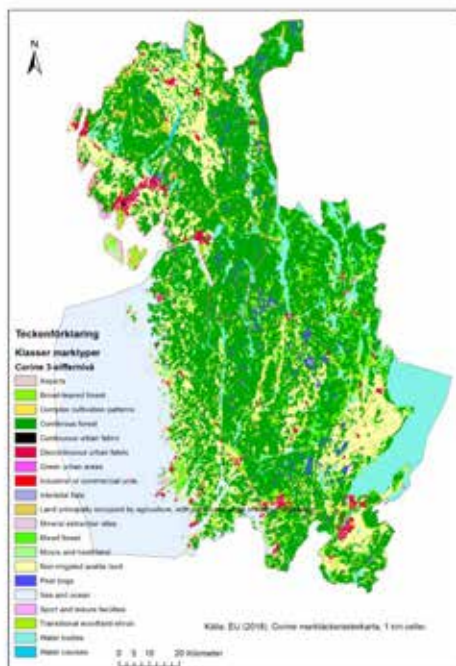 N
Teckenförklaring
Klasser marktyper
Corine 3-siffernivå
Airports
Broad-leaved forest
Complex cultivation patterns
Coniferous forest
Continuous urban fabric
Discontinuous urban fabric
Green urban areas
Industrial or commercial units
Intertidal flats
Land principally occupied by agriculture, with
Mineral extraction sites
Mixed forest
Moors and heathland
Non-irrigated arable land
Peat bogs
Sea and ocean
Sport and leisure facilities
Transitional woodland-shrub
Water bodies
Water courses
Källa: EU (2018). Corine marktäckerasterkarta, 1 km celler.
0 5 10 20 Kilometer